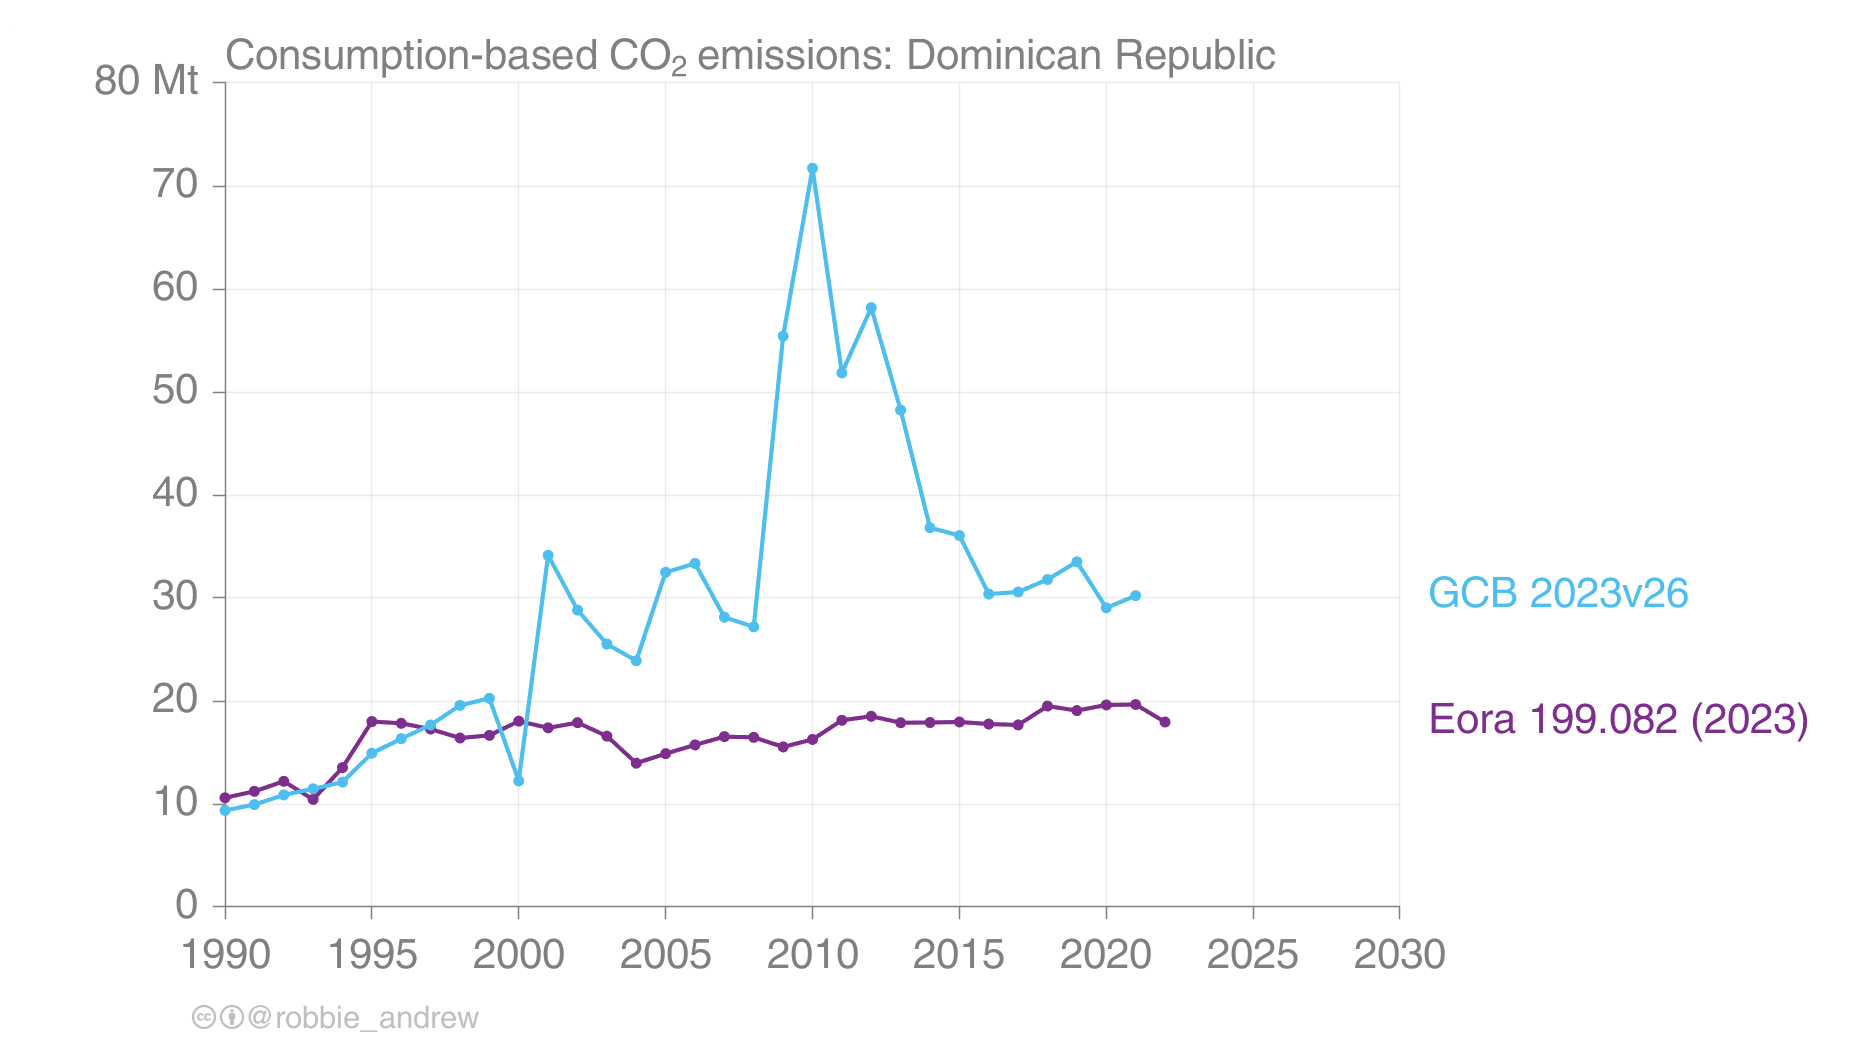 Consumption-based CO₂ emissions: Dominican Republic
80 Mt
70
60
50
40
30
20
10
0
1990 1995 2000 2005 2010 2015 2020 2025 2030
GCB 2023v26
Eora 199.082 (2023)
@robbie_andrew